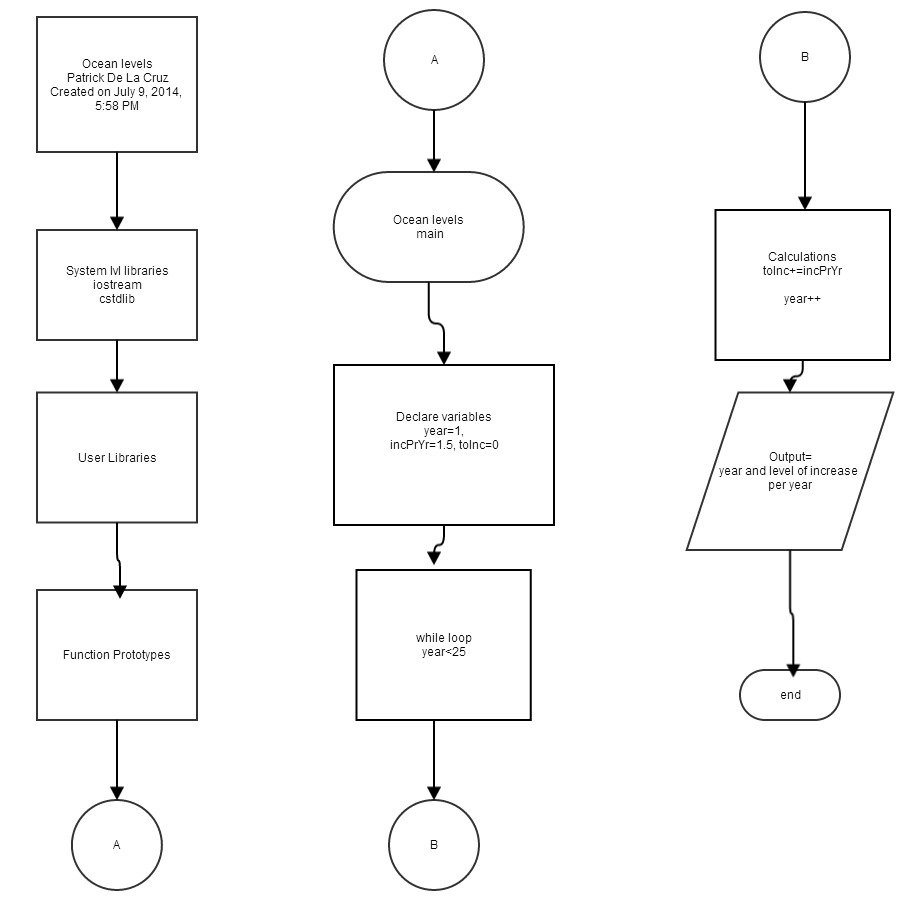 Ocean levels
Patrick De La Cruz
Created on July 9, 2014,
5:58 PM
System lvl libraries
iostream
cstdlib
User Libraries
Function Prototypes
A
A
Ocean levels
main
Declare variables
year=1,
incPrYr=1.5, toInc=0
while loop
year<25
B
B
Calculations
toInc+=incPrYr
year++
Output=
year and level of increase
per year
end